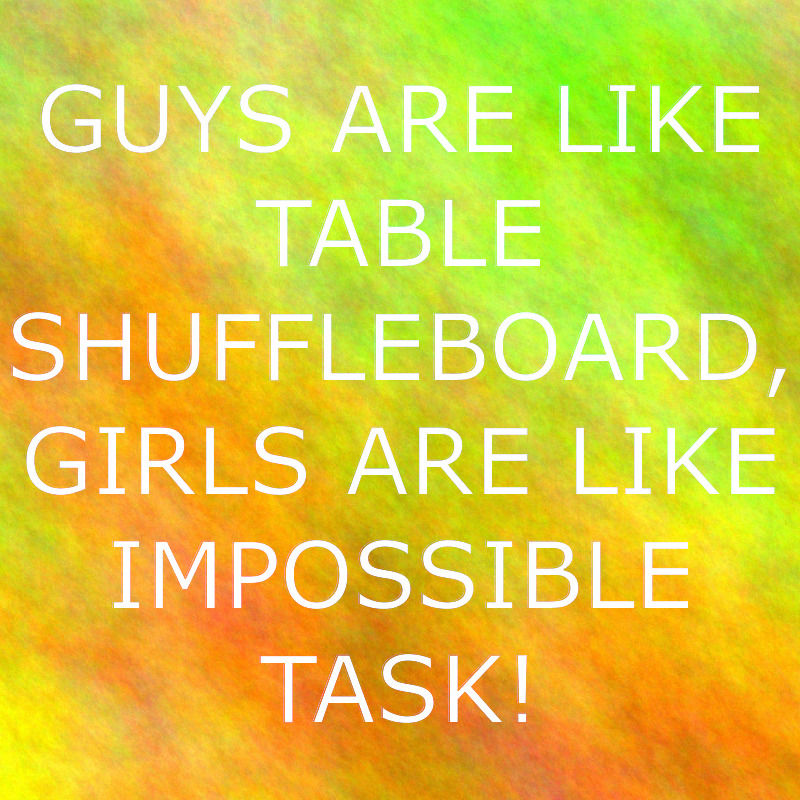 GUYS ARE LIKE
TABLE
SHUFFLEBOARD,
GIRLS ARE LIKE
IMPOSSIBLE
TASK!